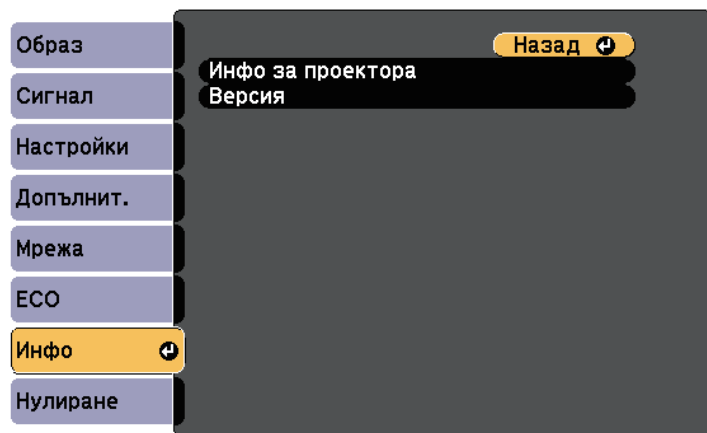 Образ
Сигнал
Настройки
Допълнит.
Мрежа
ECO
Инфо
Нулиране
Назад
Инфо за проектора
Версия